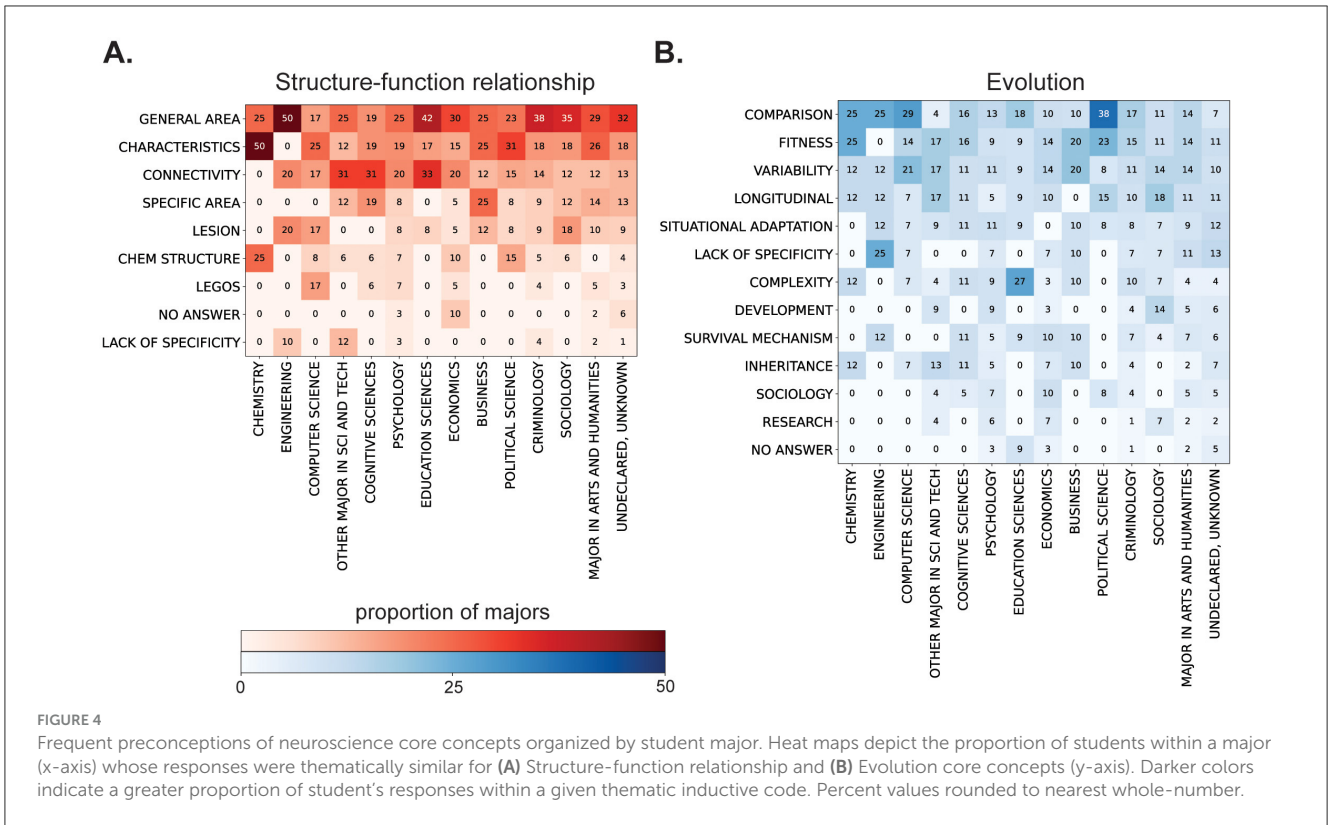 A.
Structure-function relationship
GENERAL AREA 25 50 17 25 19 25 42 30 25 23 38 35 29 32
CHARACTERISTICS 50 0 25 12 19 19 17 15 25 31 18 18 26 18
CONNECTIVITY 0 20 17 31 31 20 33 20 12 15 14 12 12 13
SPECIFIC AREA 0 0 0 12 19 8 0 5 25 8 9 12 14 13
LESION 0 20 17 0 0 8 8 5 12 8 9 18 10 9
CHEM STRUCTURE 25 0 8 6 6 7 0 10 0 15 5 6 0 4
LEGOS 0 0 17 0 6 7 0 5 0 0 4 0 5 3
NO ANSWER 0 0 0 0 0 3 0 10 0 0 0 0 2 6
LACK OF SPECIFICITY 0 10 0 12 0 3 0 0 0 0 4 0 2 1
CHEMISTRY
ENGINEERING
COMPUTER SCIENCE
OTHER MAJOR IN SCI AND TECH
COGNITIVE SCIENCES
PSYCHOLOGY
EDUCATION SCIENCES
ECONOMICS
BUSINESS
POLITICAL SCIENCE
CRIMINOLOGY
SOCIOLOGY
MAJOR IN ARTS AND HUMANITIES
UNDECLARED, UNKNOWN
proportion of majors
0 25 50
B.
Evolution
COMPARISON 25 25 29 4 16 13 18 10 10 38 17 11 14 7
FITNESS 25 0 14 17 16 9 9 14 20 23 15 11 14 11
VARIABILITY 12 12 21 17 11 11 9 14 20 8 11 14 14 10
LONGITUDINAL 12 12 7 17 11 5 9 10 0 15 10 18 11 11
SITUATIONAL ADAPTATION 0 12 7 9 11 11 9 0 10 8 8 7 9 12
LACK OF SPECIFICITY 0 25 7 0 0 7 0 7 10 0 7 7 11 13
COMPLEXITY 12 0 7 4 11 9 27 3 10 0 10 7 4 4
DEVELOPMENT 0 0 0 9 0 9 0 3 0 0 4 14 5 6
SURVIVAL MECHANISM 0 12 0 0 11 5 9 10 10 0 7 4 7 6
INHERITANCE 12 0 7 13 11 5 0 7 10 0 4 0 2 7
SOCIOLOGY 0 0 0 4 5 7 0 10 0 8 4 0 5 5
RESEARCH 0 0 0 4 0 6 0 7 0 0 1 7 2 2
NO ANSWER 0 0 0 0 0 3 9 3 0 0 1 0 2 5
CHEMISTRY
ENGINEERING
COMPUTER SCIENCE
OTHER MAJOR IN SCI AND TECH
COGNITIVE SCIENCES
PSYCHOLOGY
EDUCATION SCIENCES
ECONOMICS
BUSINESS
POLITICAL SCIENCE
CRIMINOLOGY
SOCIOLOGY
MAJOR IN ARTS AND HUMANITIES
UNDECLARED, UNKNOWN
FIGURE 4
Frequent preconceptions of neuroscience core concepts organized by student major. Heat maps depict the proportion of students within a major
(x-axis) whose responses were thematically similar for (A) Structure-function relationship and (B) Evolution core concepts (y-axis). Darker colors
indicate a greater proportion of student's responses within a given thematic inductive code. Percent values rounded to nearest whole-number.